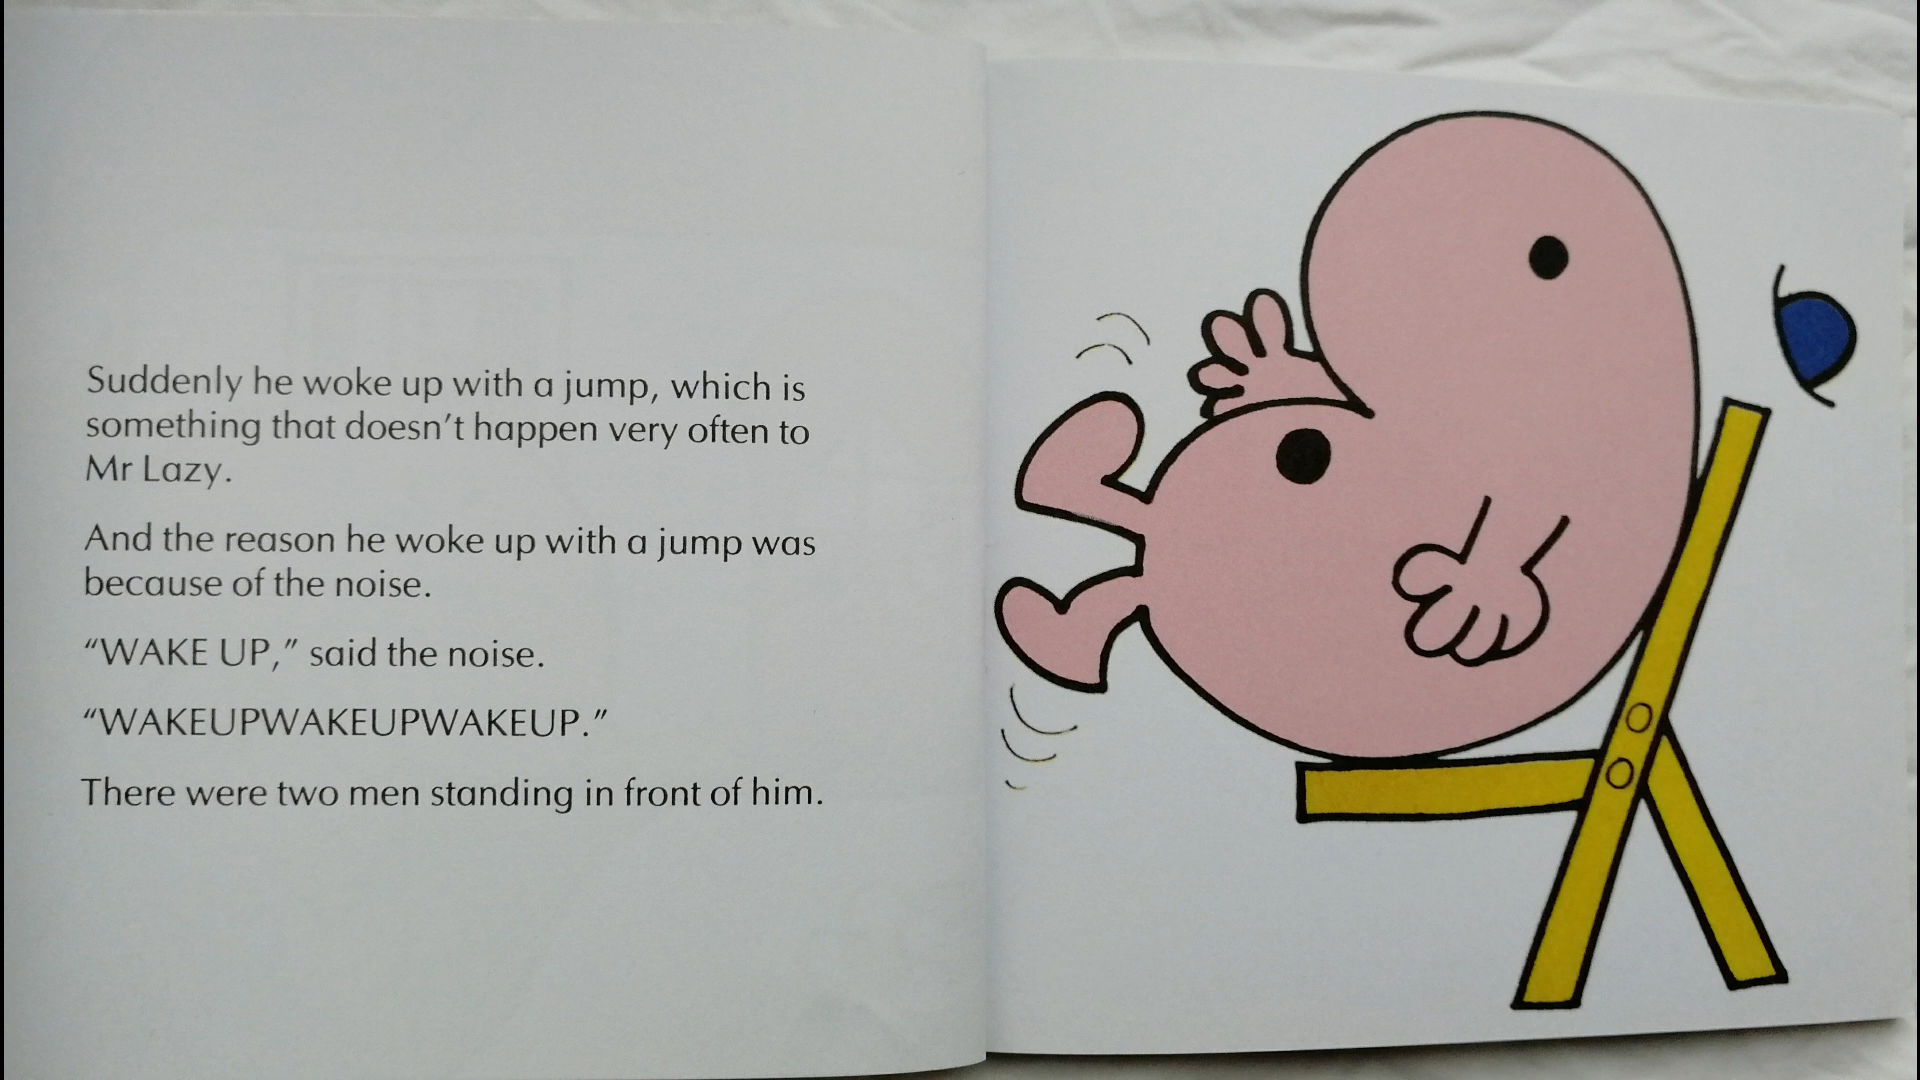 Suddenly he woke up with a jump, which is
something that doesn't happen very often to
Mr Lazy.
And the reason he woke up with a jump was
because of the noise.
“WAKE UP,” said the noise.
“WAKEUPWAKEUPWAKEUP.”
There were two men standing in front of him.